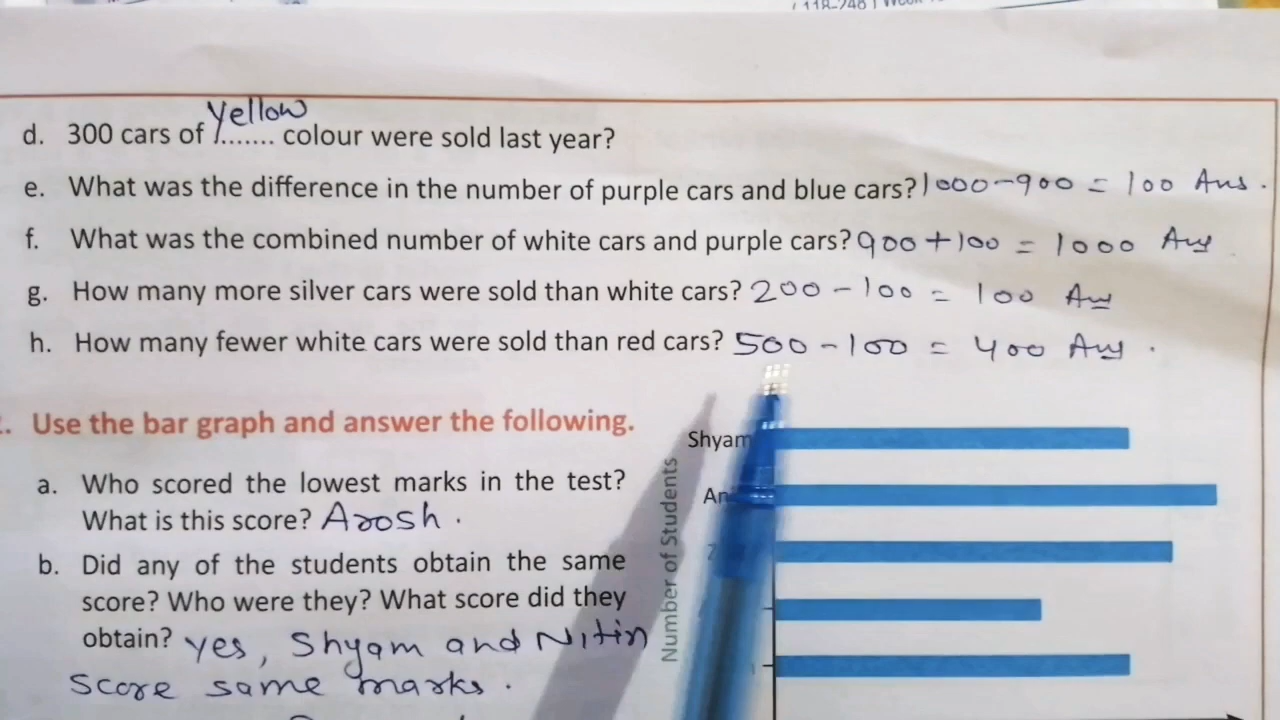 Yellow
d. 300 cars of ........ colour were sold last year?
e. What was the difference in the number of purple cars and blue cars? 1000-900 = 100 Ans.
f. What was the combined number of white cars and purple cars? 900+100 = 1000 Ans
g. How many more silver cars were sold than white cars? 200-100 = 100 Ans
h. How many fewer white cars were sold than red cars? 500-100 = 400 Ans.
Use the bar graph and answer the following.
a. Who scored the lowest marks in the test?
What is this score? Arosh.
b. Did any of the students obtain the same
score? Who were they? What score did they
obtain? yes, Shyam and Nitin
score same marks.
Number of Students
Shyam